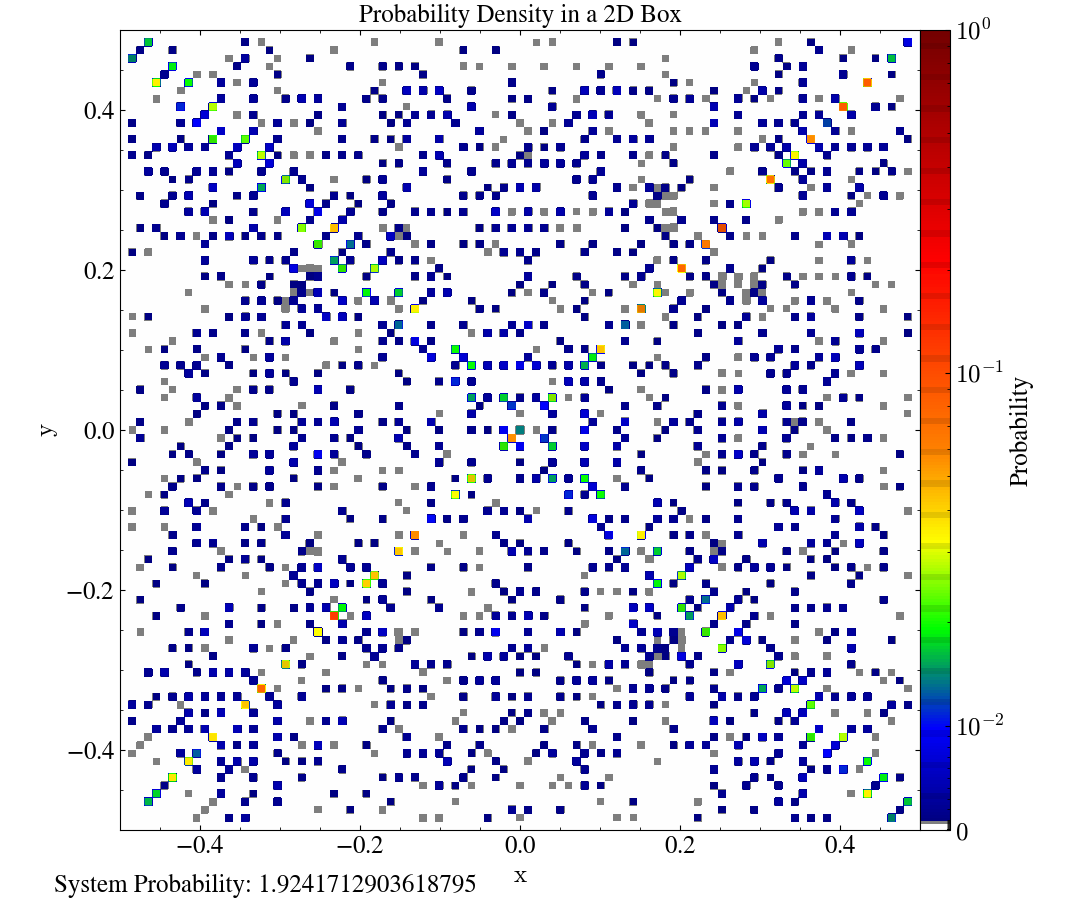 Probability Density in a 2D Box
10^0
0.4
0.2
10^-1
y
0.0
Probability
−0.2
−0.4
10^-2
0
−0.4 −0.2 0.0 0.2 0.4
x
System Probability: 1.9241712903618795